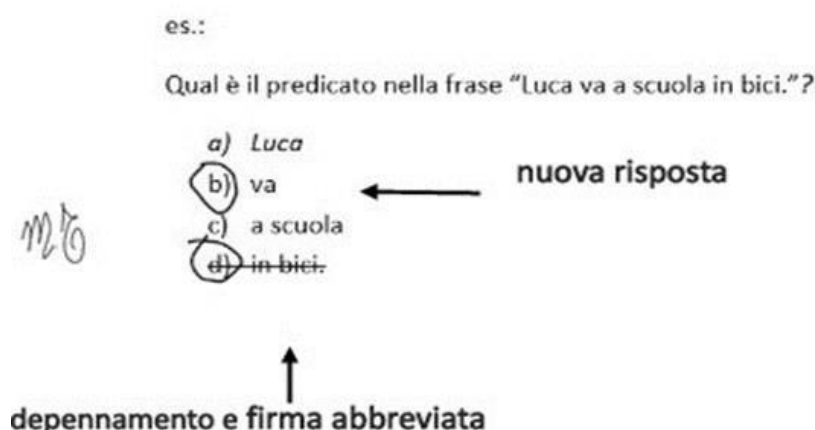 es.:
Qual è il predicato nella frase “Luca va a scuola in bici.”?
a) Luca
b) va
nuova risposta
c) a scuola
d) in bici.
depennamento e firma abbreviata